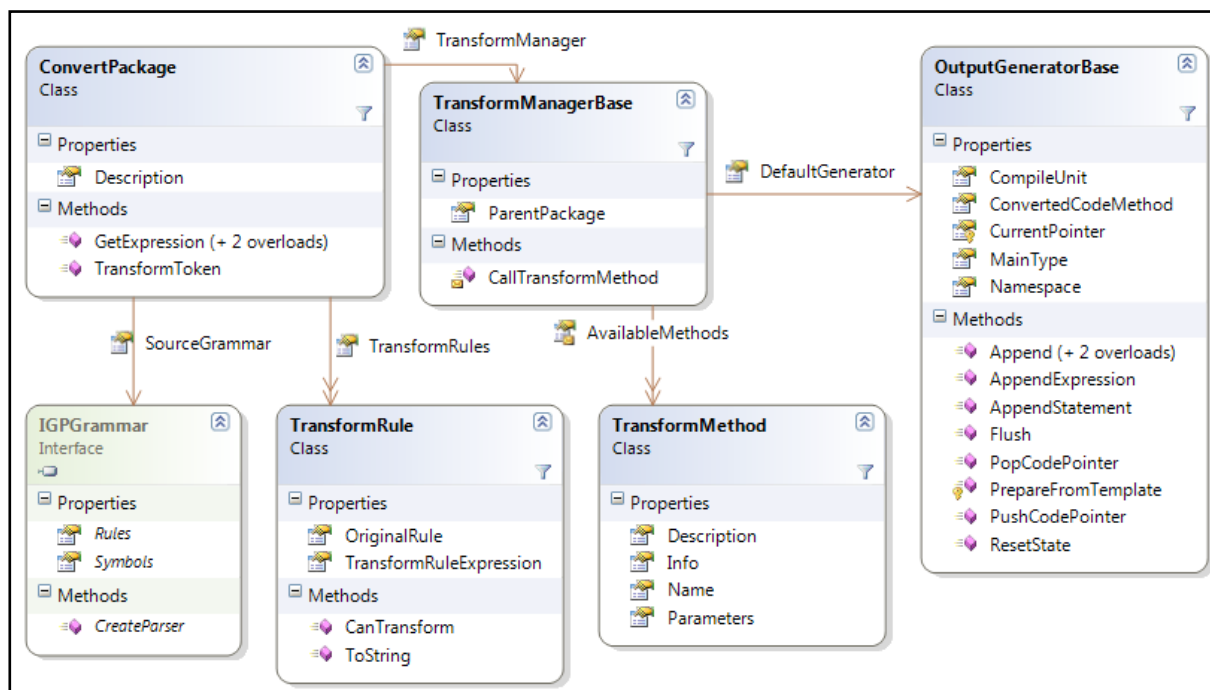 TransformManager
ConvertPackage
Class
Properties
Description
Methods
GetExpression (+ 2 overloads)
TransformToken
TransformManagerBase
Class
Properties
ParentPackage
Methods
CallTransformMethod
DefaultGenerator
OutputGeneratorBase
Class
Properties
CompileUnit
ConvertedCodeMethod
CurrentPointer
MainType
Namespace
Methods
Append (+ 2 overloads)
AppendExpression
AppendStatement
Flush
PopCodePointer
PrepareFromTemplate
PushCodePointer
ResetState
SourceGrammar
TransformRules
AvailableMethods
IGPGrammar
Interface
Properties
Rules
Symbols
Methods
CreateParser
TransformRule
Class
Properties
OriginalRule
TransformRuleExpression
Methods
CanTransform
ToString
TransformMethod
Class
Properties
Description
Info
Name
Parameters